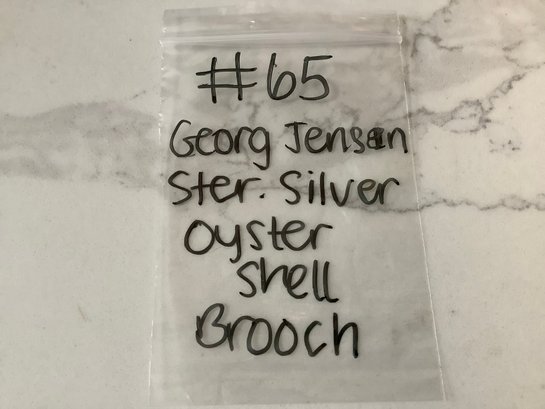 #65
Georg Jensen
Ster. Silver
Oyster
Shell
Brooch